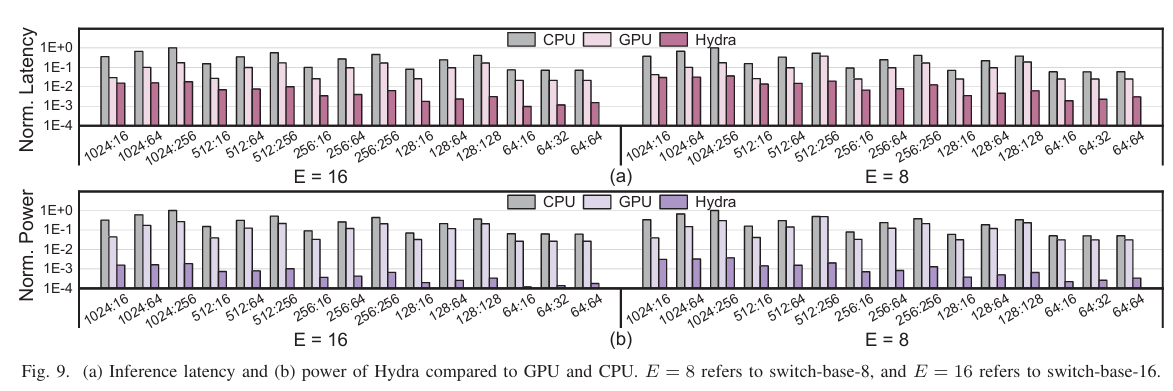 CPU GPU Hydra
Norm. Latency
1E+0
1E-1
1E-2
1E-3
1E-4
1024:16 1024:64 1024:256 512:16 512:64 512:256 256:16 256:64 256:256 128:16 128:64 128:128 64:16 64:32 64:64 1024:16 1024:64 1024:256 512:16 512:64 512:256 256:16 256:64 256:256 128:16 128:64 128:128 64:16 64:32 64:64
E = 16 (a) E = 8
CPU GPU Hydra
Norm. Power
1E+0
1E-1
1E-2
1E-3
1E-4
1024:16 1024:64 1024:256 512:16 512:64 512:256 256:16 256:64 256:256 128:16 128:64 128:128 64:16 64:32 64:64 1024:16 1024:64 1024:256 512:16 512:64 512:256 256:16 256:64 256:256 128:16 128:64 128:128 64:16 64:32 64:64
E = 16 (b) E = 8
Fig. 9. (a) Inference latency and (b) power of Hydra compared to GPU and CPU. E = 8 refers to switch-base-8, and E = 16 refers to switch-base-16.